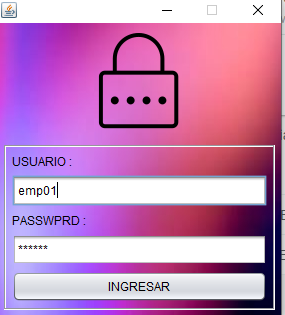 USUARIO :
emp01
PASSWPRD :
******
INGRESAR